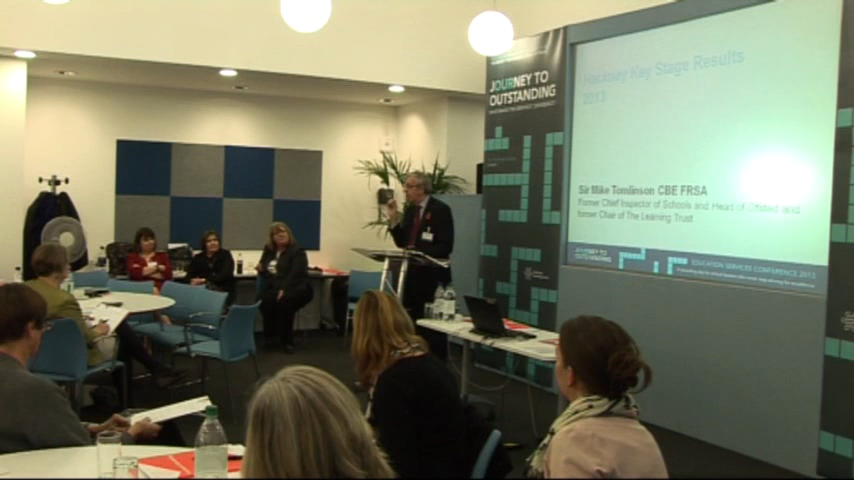 JOURNEY TO
OUTSTANDING
Hackney Key Stage Results
2013
Sir Mike Tomlinson CBE FRSA
Former Chief Inspector of Schools and Head of Ofsted and
former Chair of The Learning Trust
JOURNEY TO
OUTSTANDING
EDUCATION SERVICES CONFERENCE 2013